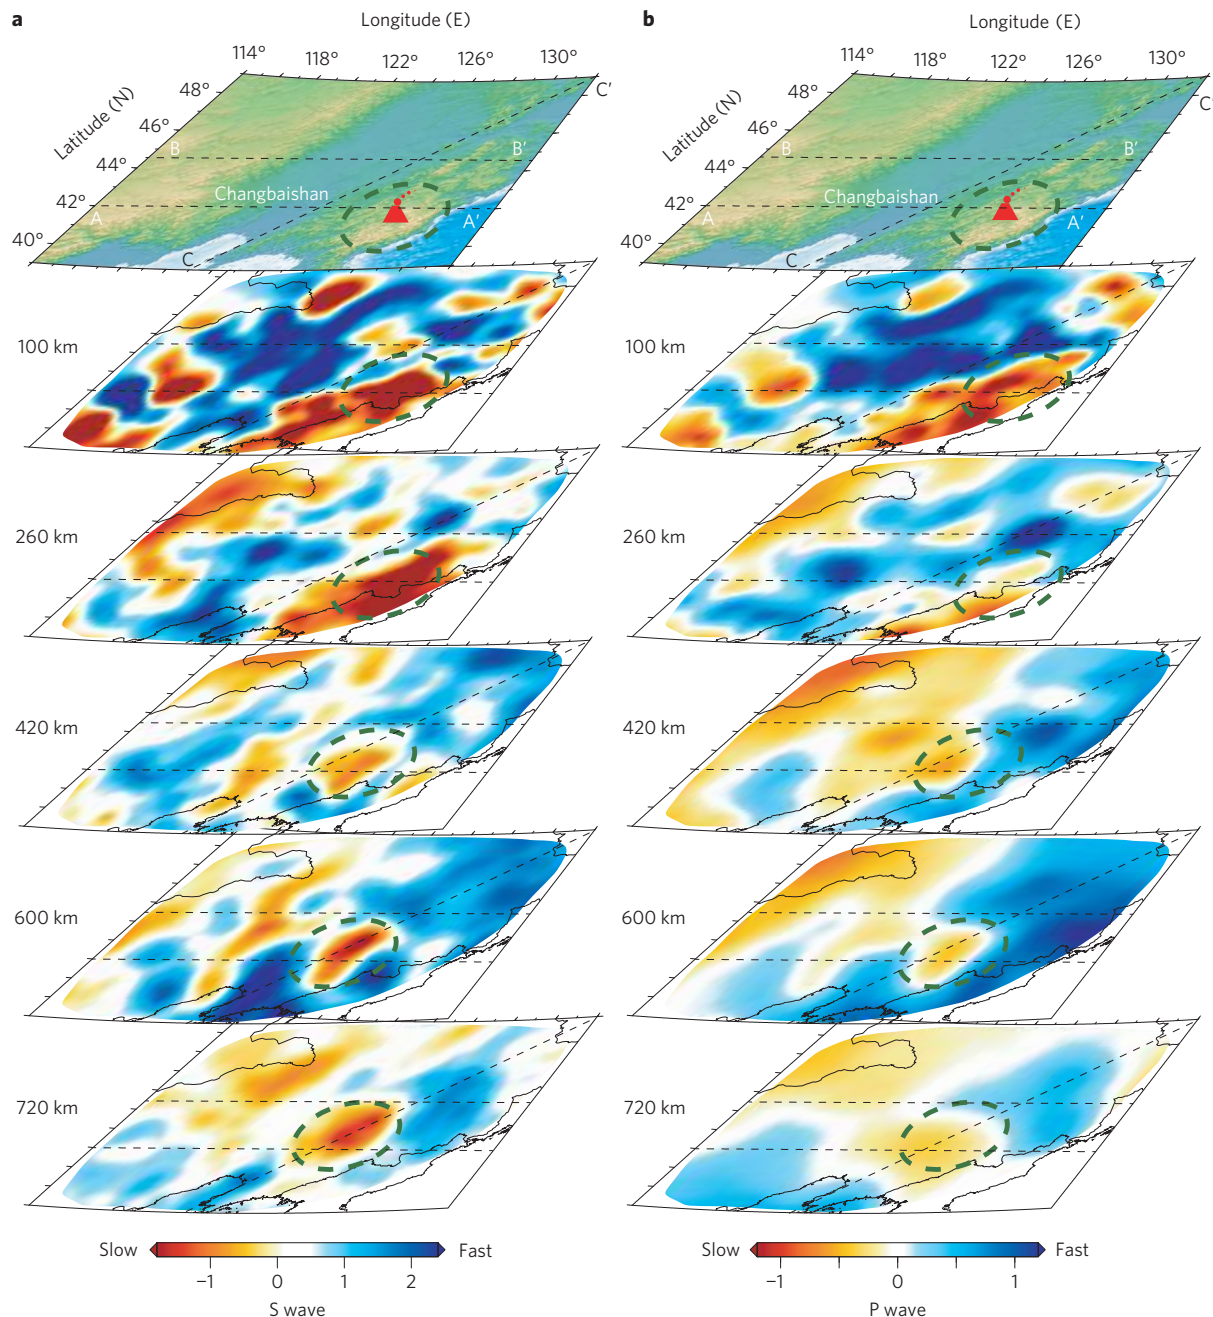 a
Longitude (E)
114° 118° 122° 126° 130°
Latitude (N)
48°
46°
44°
42°
40°
C'
B
B'
Changbaishan
A
A'
C
100 km
260 km
420 km
600 km
720 km
Slow
Fast
−1 0 1 2
S wave
b
Longitude (E)
114° 118° 122° 126° 130°
Latitude (N)
48°
46°
44°
42°
40°
C'
B
B'
Changbaishan
A
A'
C
100 km
260 km
420 km
600 km
720 km
Slow
Fast
−1 0 1
P wave